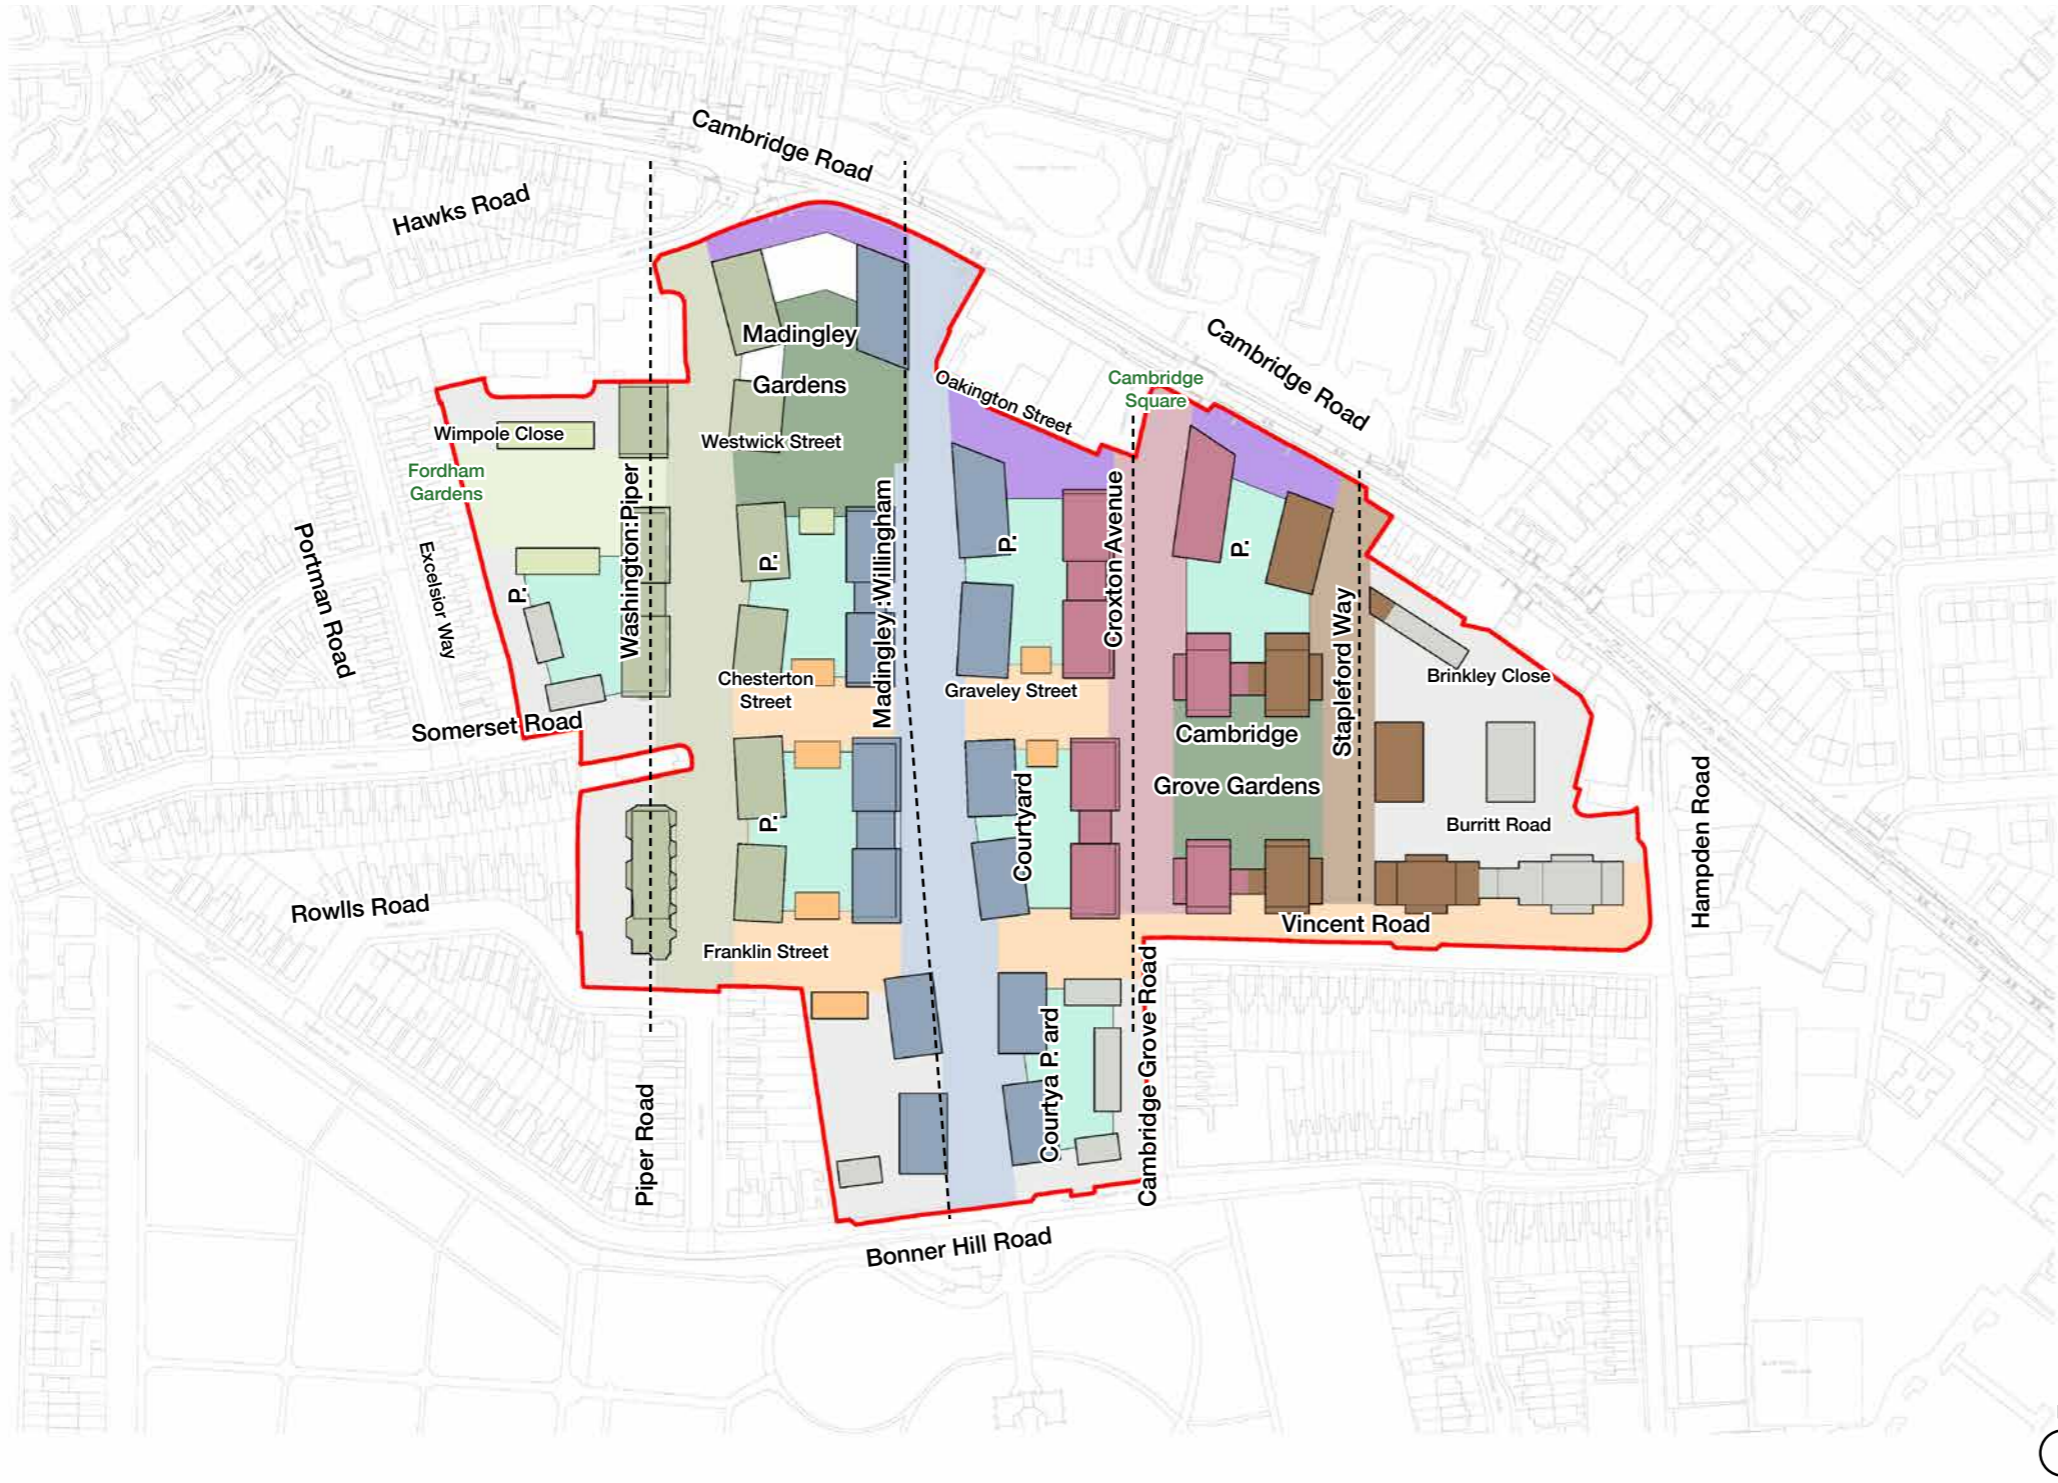 Cambridge Road
Hawks Road
Madingley
Gardens
Cambridge Road
Oakington Street
Cambridge
Square
Wimpole Close
Westwick Street
Fordham
Gardens
Washington:Piper
Madingley :Willingham
Croxton Avenue
Portman Road
Excelsior Way
P.
P.
P.
P.
Stapleford Way
Chesterton
Street
Graveley Street
Brinkley Close
Somerset Road
Cambridge
Grove Gardens
Courtyard
P.
Burritt Road
Hampden Road
Rowlls Road
Franklin Street
Vincent Road
Piper Road
Courtya P. ard
Cambridge Grove Road
Bonner Hill Road